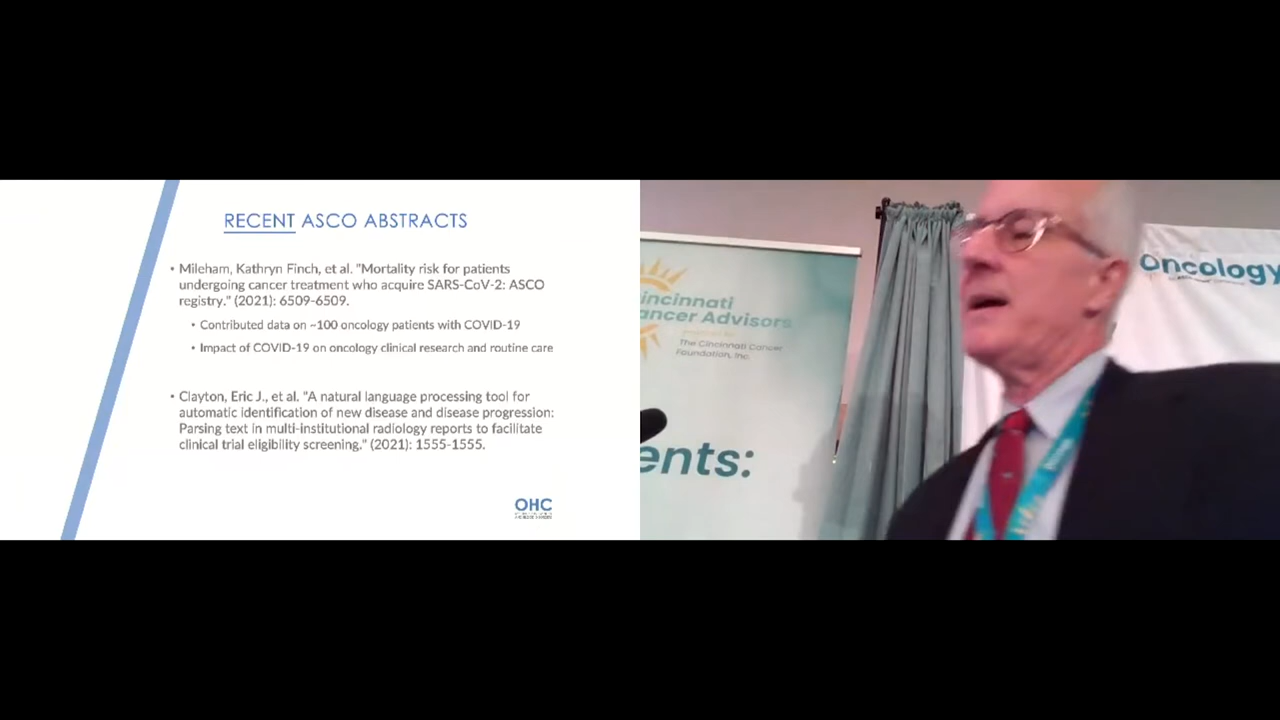 RECENT ASCO ABSTRACTS
• Mileham, Kathryn Finch, et al. "Mortality risk for patients
undergoing cancer treatment who acquire SARS-CoV-2: ASCO
registry." (2021): 6509-6509.
• Contributed data on ~100 oncology patients with COVID-19
• Impact of COVID-19 on oncology clinical research and routine care
• Clayton, Eric J., et al. "A natural language processing tool for
automatic identification of new disease and disease progression:
Parsing text in multi-institutional radiology reports to facilitate
clinical trial eligibility screening." (2021): 1555-1555.
OHC
incinnati
ancer Advisors
The Cincinnati Cancer
Foundation, Inc.
ents:
Oncology